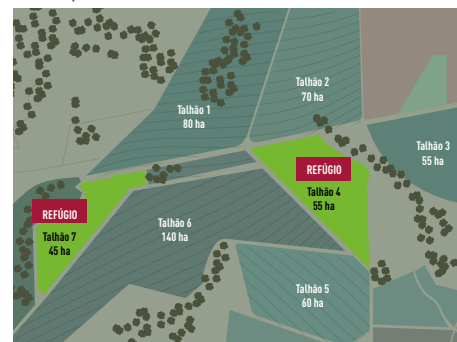 Talhão 1
80 ha
Talhão 2
70 ha
Talhão 3
55 ha
REFÚGIO
Talhão 4
55 ha
REFÚGIO
Talhão 7
45 ha
Talhão 6
140 ha
Talhão 5
60 ha